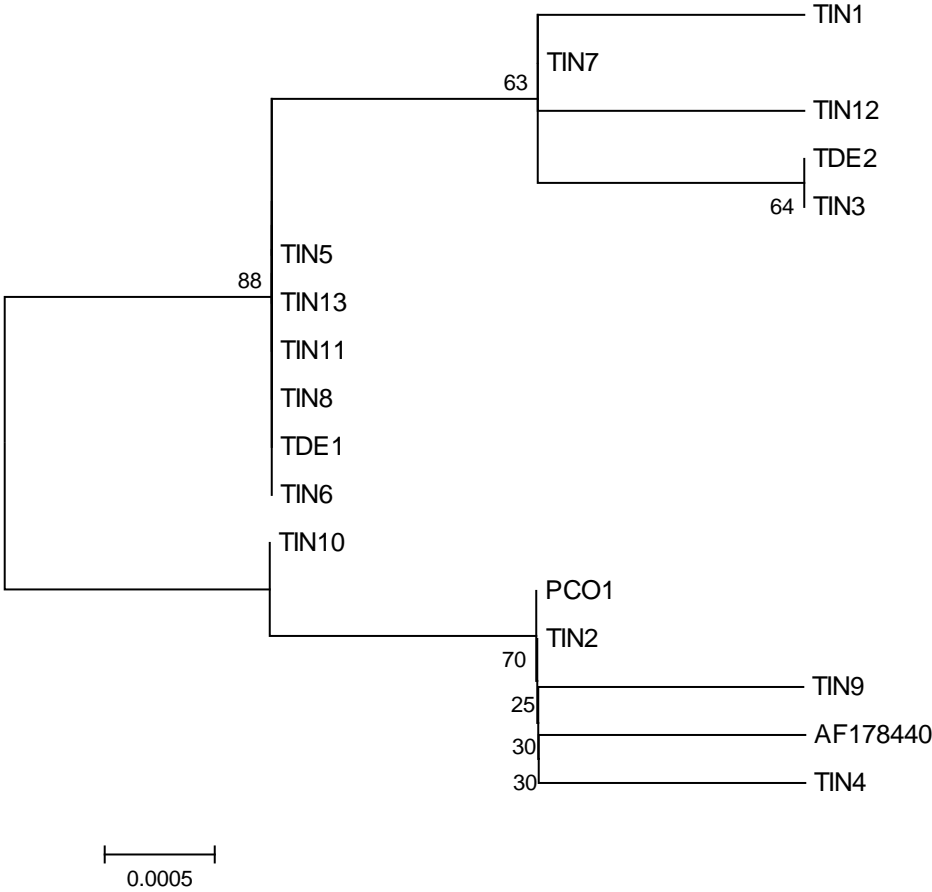 TIN1
TIN7
63
TIN12
TDE2
64 TIN3
TIN5
88
TIN13
TIN11
TIN8
TDE1
TIN6
TIN10
PCO1
TIN2
70
TIN9
25
AF178440
30
30 TIN4
0.0005